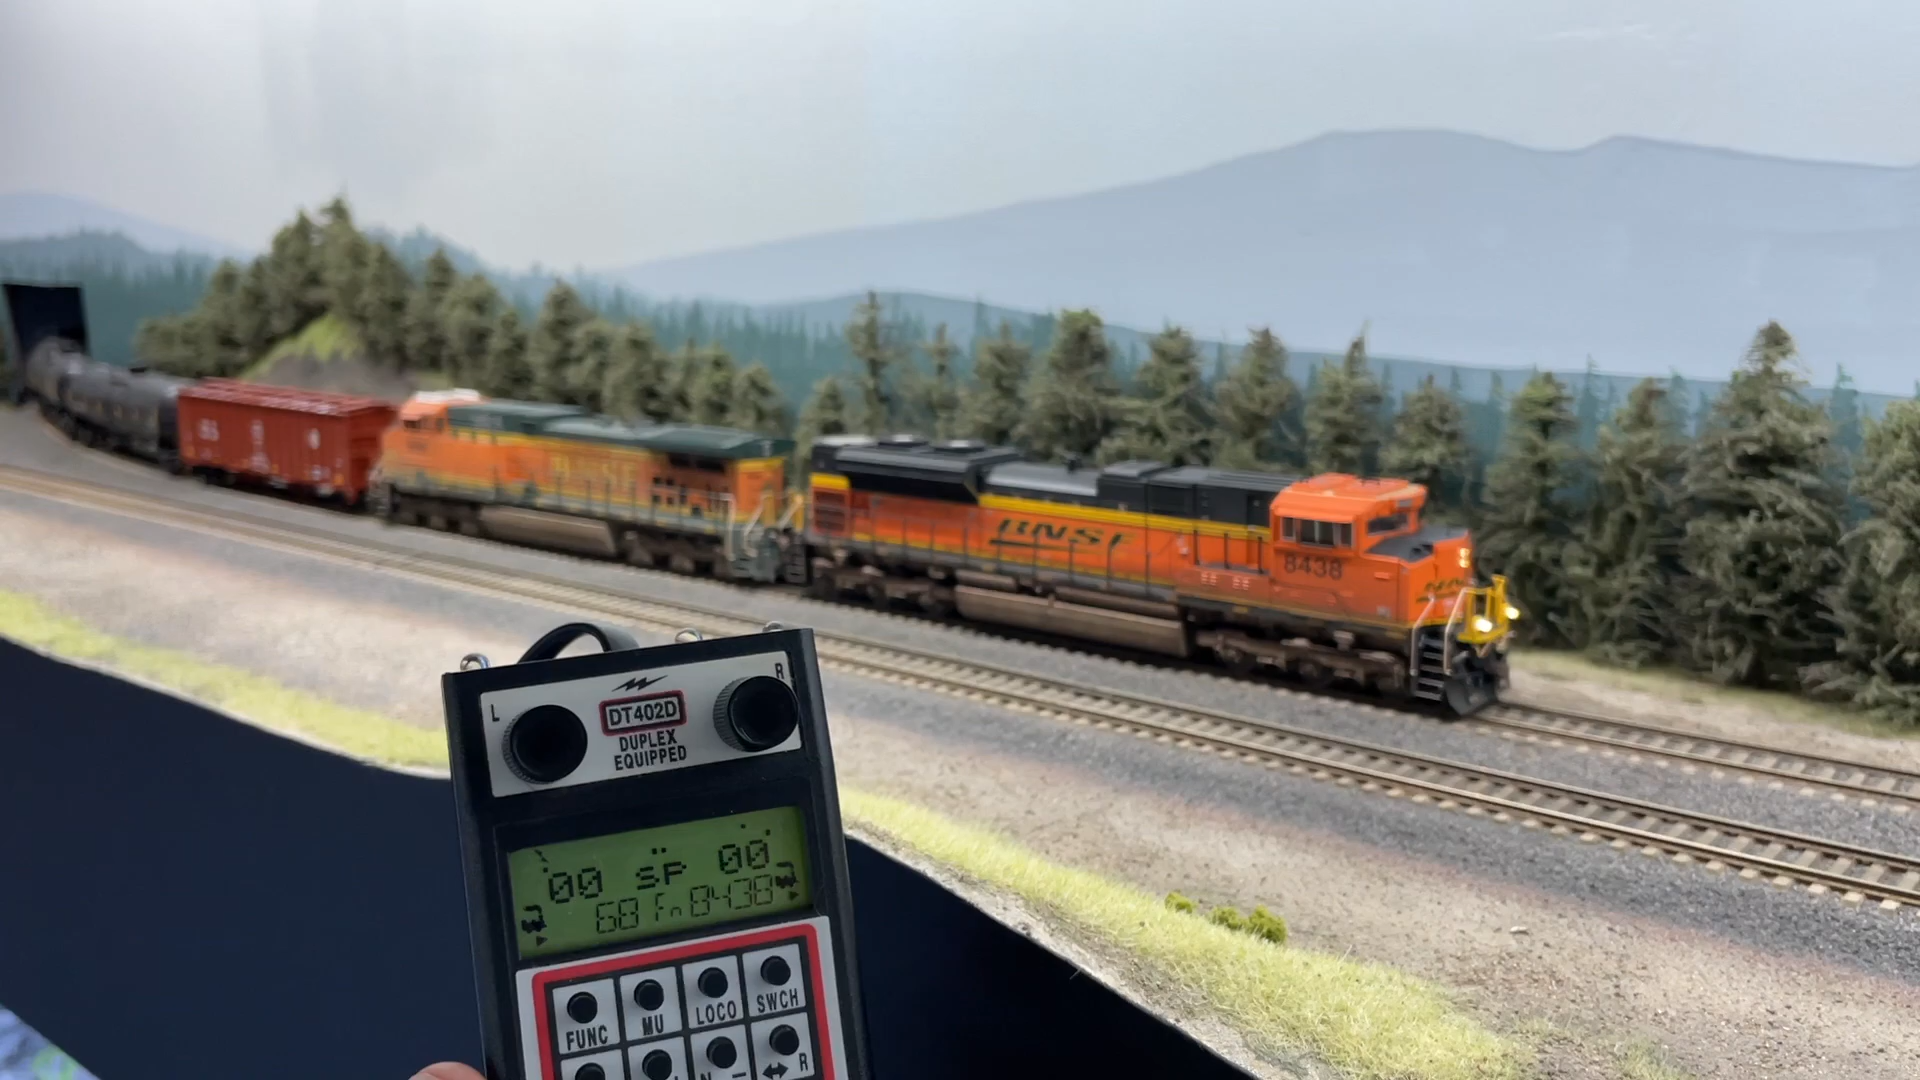 BNSF
8438
L
R
DT402D
DUPLEX
EQUIPPED
00 SP 00
68 Fn 8438
FUNC
MU
LOCO
SWCH
R